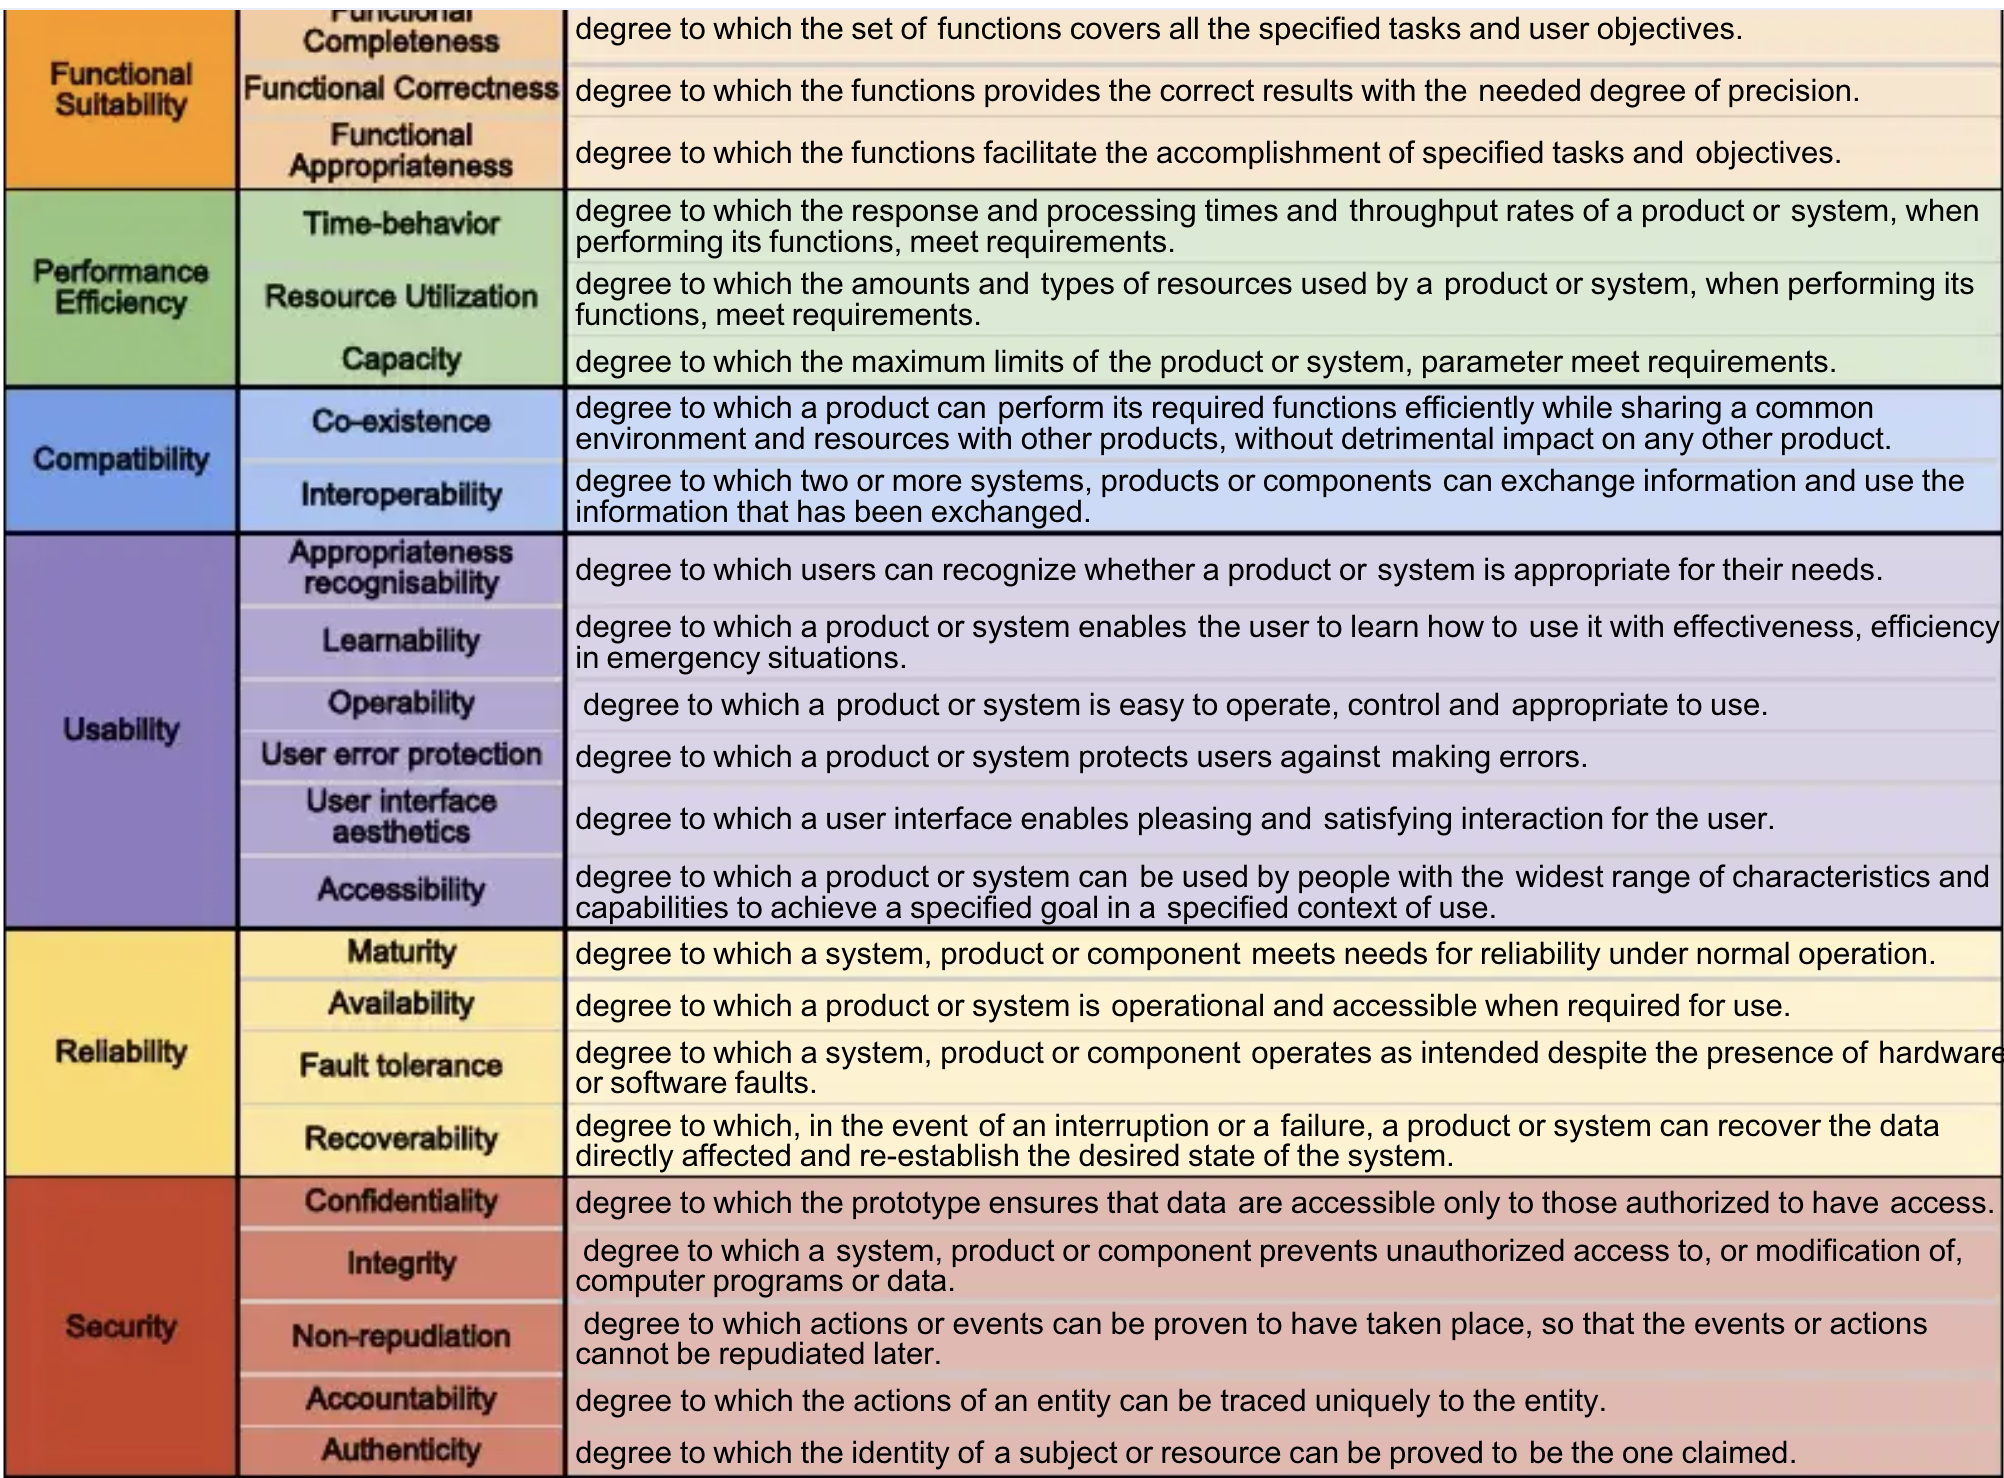 Functional
Completeness
degree to which the set of functions covers all the specified tasks and user objectives.
Functional
Suitability
Functional Correctness
degree to which the functions provides the correct results with the needed degree of precision.
Functional
Appropriateness
degree to which the functions facilitate the accomplishment of specified tasks and objectives.
Performance
Efficiency
Time-behavior
degree to which the response and processing times and throughput rates of a product or system, when
performing its functions, meet requirements.
Resource Utilization
degree to which the amounts and types of resources used by a product or system, when performing its
functions, meet requirements.
Capacity
degree to which the maximum limits of the product or system, parameter meet requirements.
Compatibility
Co-existence
degree to which a product can perform its required functions efficiently while sharing a common
environment and resources with other products, without detrimental impact on any other product.
Interoperability
degree to which two or more systems, products or components can exchange information and use the
information that has been exchanged.
Usability
Appropriateness
recognisability
degree to which users can recognize whether a product or system is appropriate for their needs.
Learnability
degree to which a product or system enables the user to learn how to use it with effectiveness, efficiency
in emergency situations.
Operability
degree to which a product or system is easy to operate, control and appropriate to use.
User error protection
degree to which a product or system protects users against making errors.
User interface
aesthetics
degree to which a user interface enables pleasing and satisfying interaction for the user.
Accessibility
degree to which a product or system can be used by people with the widest range of characteristics and
capabilities to achieve a specified goal in a specified context of use.
Reliability
Maturity
degree to which a system, product or component meets needs for reliability under normal operation.
Availability
degree to which a product or system is operational and accessible when required for use.
Fault tolerance
degree to which a system, product or component operates as intended despite the presence of hardware
or software faults.
Recoverability
degree to which, in the event of an interruption or a failure, a product or system can recover the data
directly affected and re-establish the desired state of the system.
Security
Confidentiality
degree to which the prototype ensures that data are accessible only to those authorized to have access.
Integrity
degree to which a system, product or component prevents unauthorized access to, or modification of,
computer programs or data.
Non-repudiation
degree to which actions or events can be proven to have taken place, so that the events or actions
cannot be repudiated later.
Accountability
degree to which the actions of an entity can be traced uniquely to the entity.
Authenticity
degree to which the identity of a subject or resource can be proved to be the one claimed.